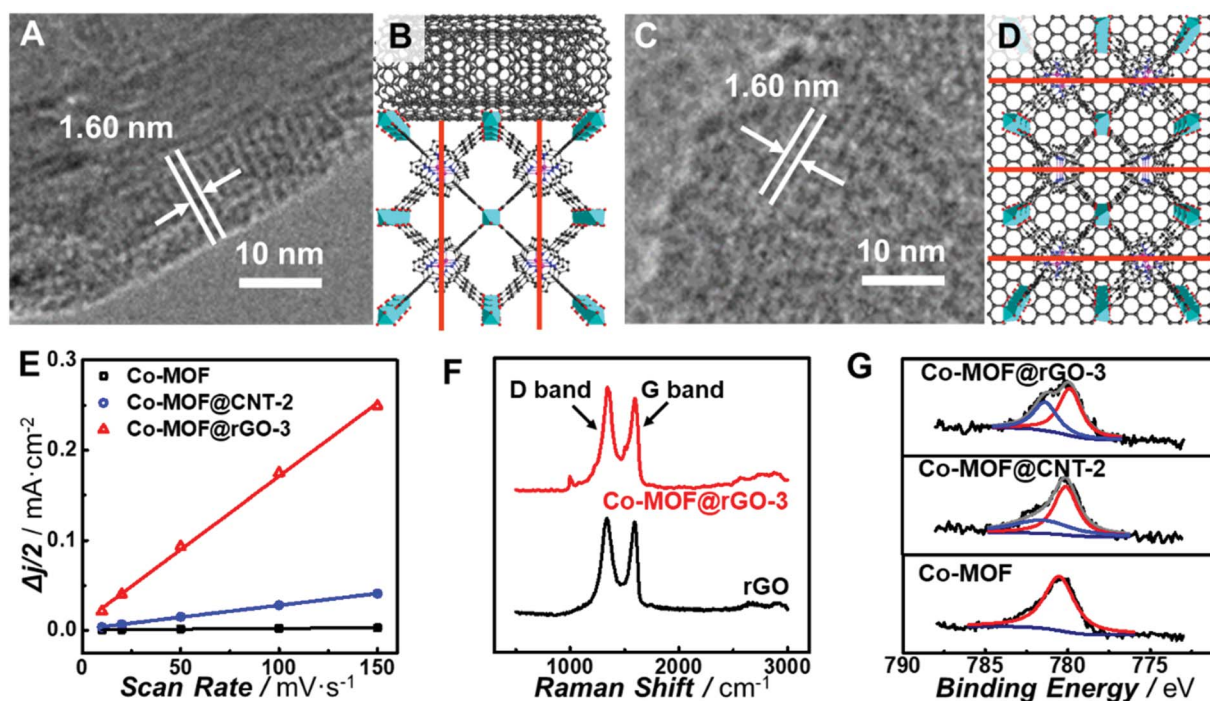 A
1.60 nm
10 nm
B
C
1.60 nm
10 nm
D
E
Co-MOF
Co-MOF@CNT-2
Co-MOF@rGO-3
0.3
0.2
0.1
0.0
Δj/2 / mA·cm⁻²
0
50
100
150
Scan Rate / mV·s⁻¹
F
D band
G band
Co-MOF@rGO-3
rGO
1000
2000
3000
Raman Shift / cm⁻¹
G
Co-MOF@rGO-3
Co-MOF@CNT-2
Co-MOF
790
785
780
775
Binding Energy / eV